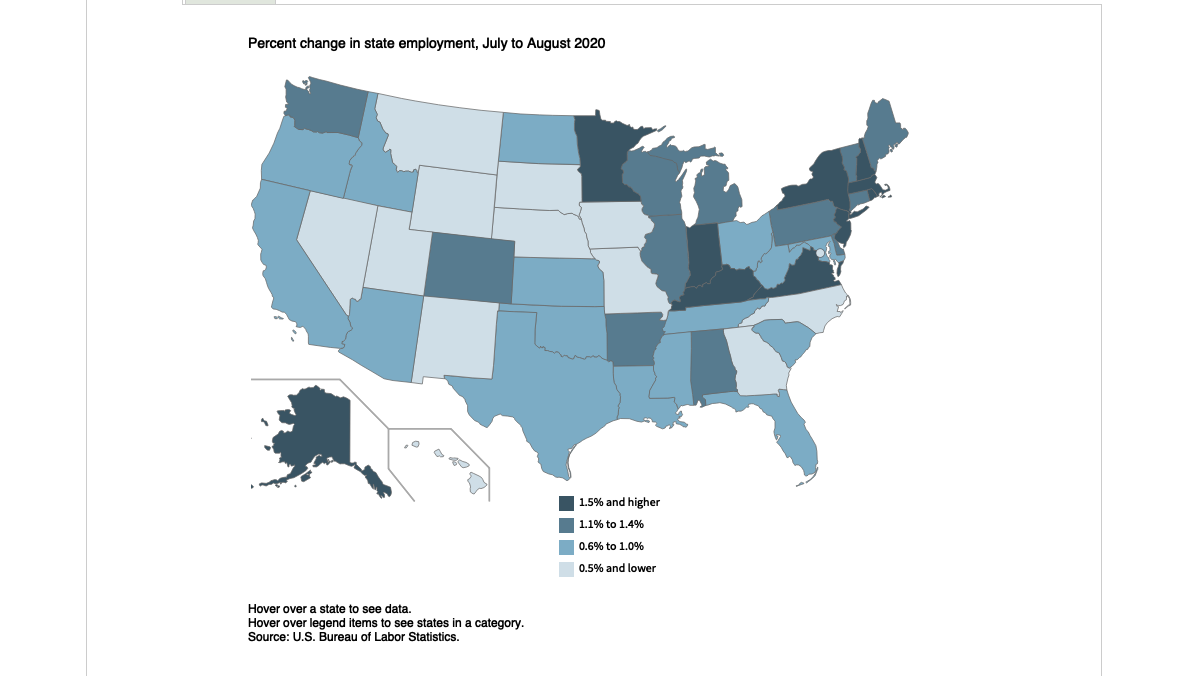 Percent change in state employment, July to August 2020
1.5% and higher
1.1% to 1.4%
0.6% to 1.0%
0.5% and lower
Hover over a state to see data.
Hover over legend items to see states in a category.
Source: U.S. Bureau of Labor Statistics.